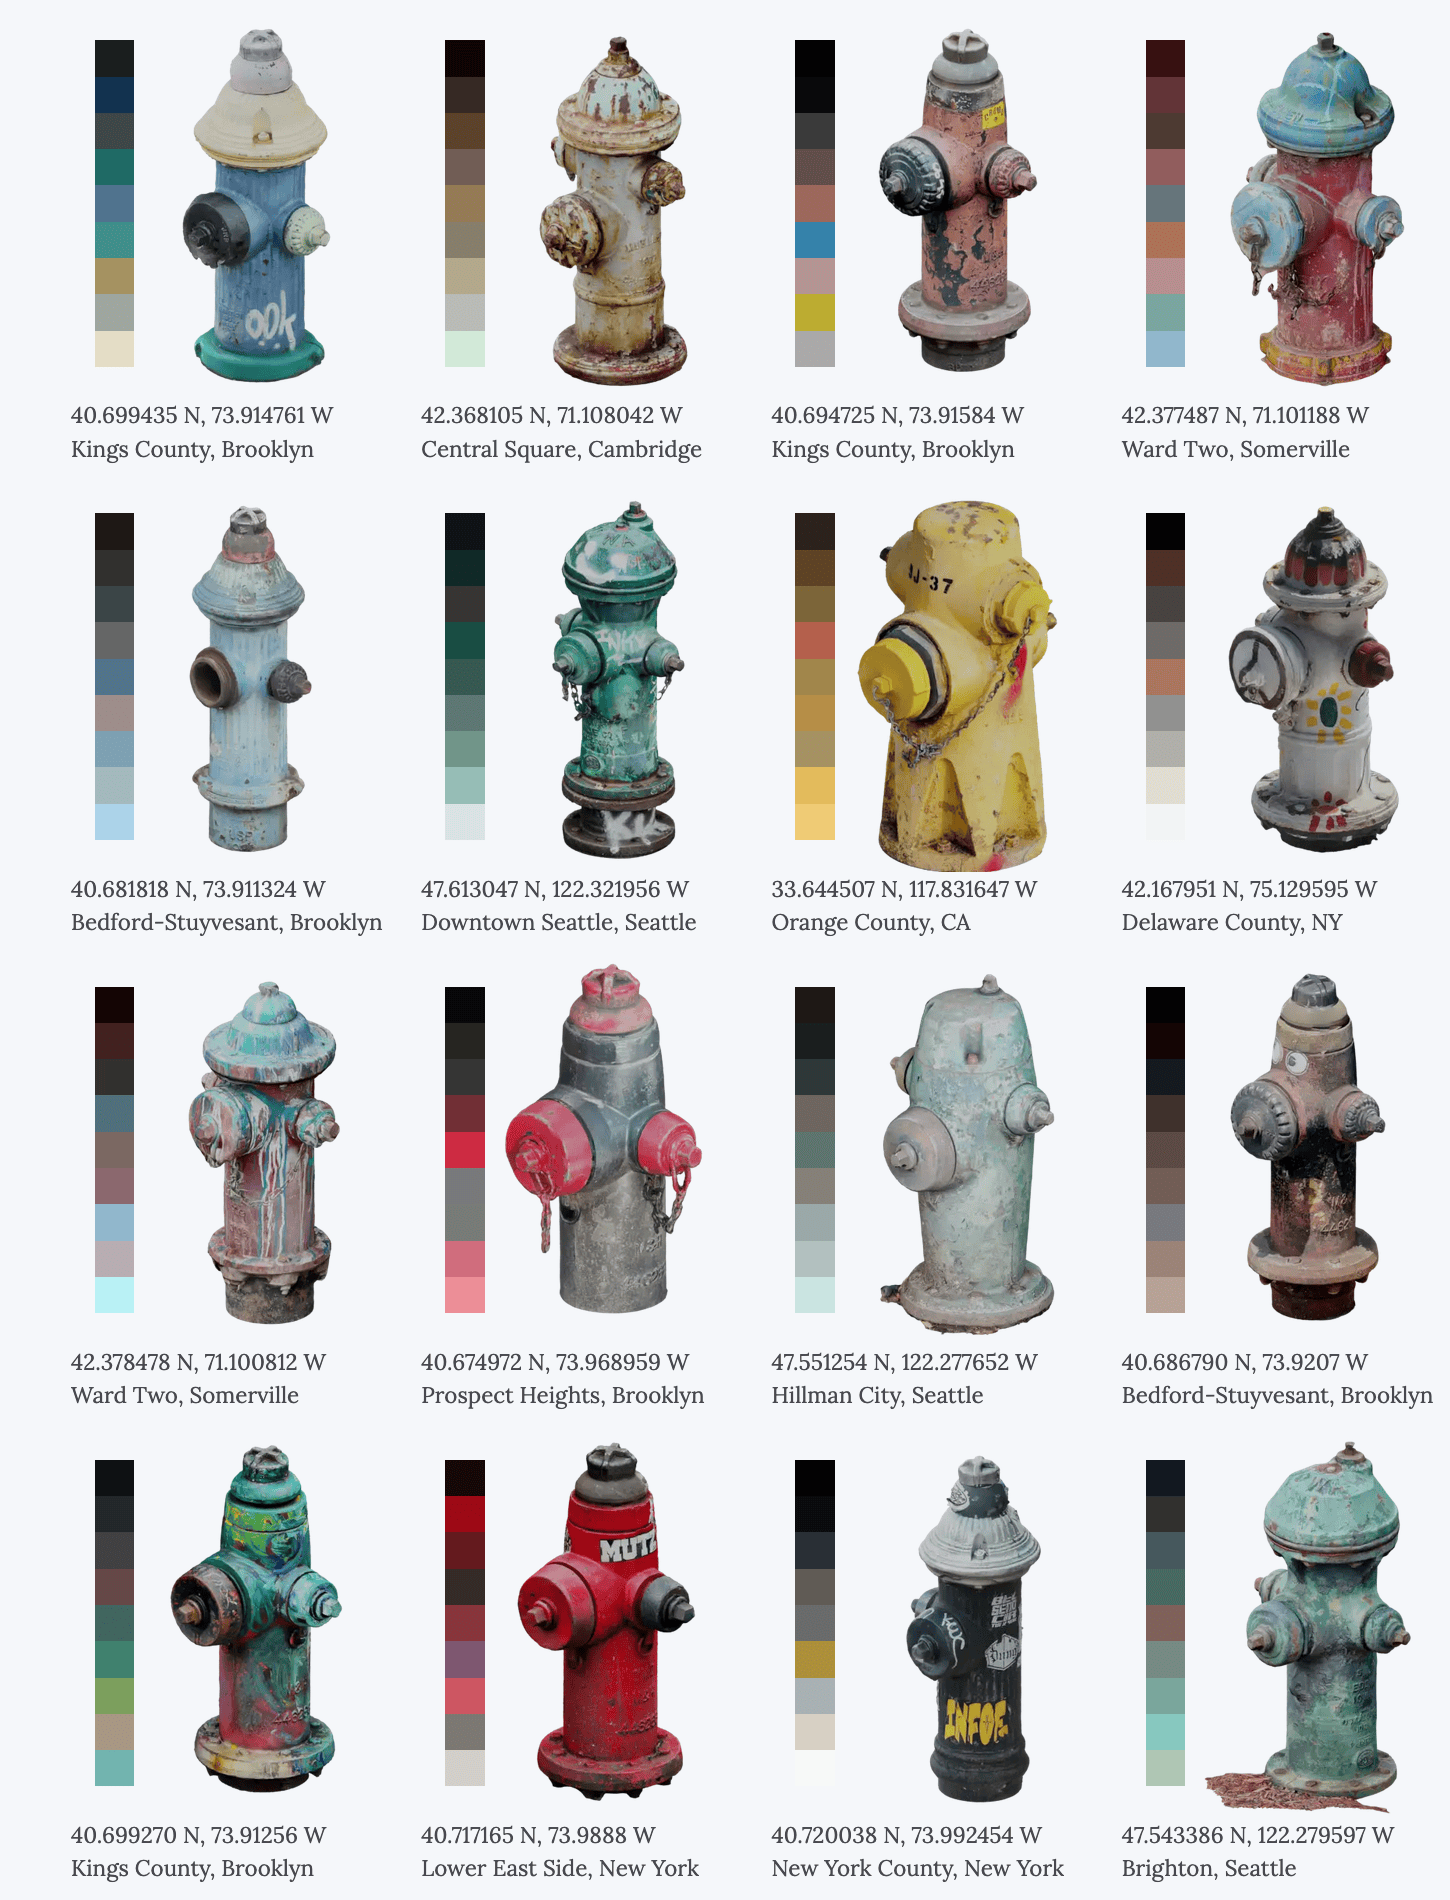 ook
40.699435 N, 73.914761 W
Kings County, Brooklyn
42.368105 N, 71.108042 W
Central Square, Cambridge
40.694725 N, 73.91584 W
Kings County, Brooklyn
42.377487 N, 71.101188 W
Ward Two, Somerville
JJ-37
KK
40.681818 N, 73.911324 W
Bedford-Stuyvesant, Brooklyn
47.613047 N, 122.321956 W
Downtown Seattle, Seattle
33.644507 N, 117.831647 W
Orange County, CA
42.167951 N, 75.129595 W
Delaware County, NY
42.378478 N, 71.100812 W
Ward Two, Somerville
40.674972 N, 73.968959 W
Prospect Heights, Brooklyn
47.551254 N, 122.277652 W
Hillman City, Seattle
40.686790 N, 73.9207 W
Bedford-Stuyvesant, Brooklyn
MUTZ
INFOE
40.699270 N, 73.91256 W
Kings County, Brooklyn
40.717165 N, 73.9888 W
Lower East Side, New York
40.720038 N, 73.992454 W
New York County, New York
47.543386 N, 122.279597 W
Brighton, Seattle